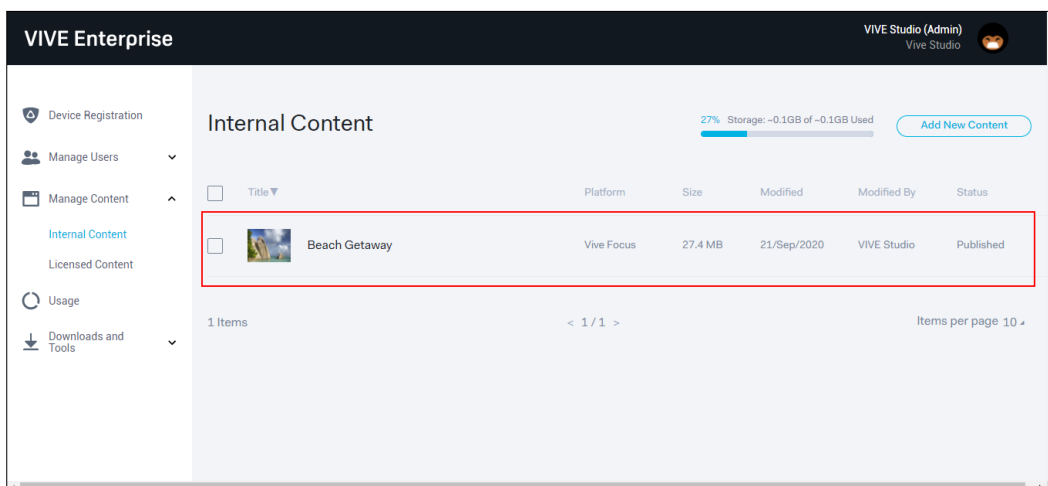 VIVE Enterprise
VIVE Studio (Admin)
Vive Studio
Device Registration
Manage Users
Manage Content
Internal Content
Licensed Content
Usage
Downloads and
Tools
Internal Content
27% Storage: ~0.1GB of ~0.1GB Used
Add New Content
Title▼ Platform Size Modified Modified By Status
Beach Getaway Vive Focus 27.4 MB 21/Sep/2020 VIVE Studio Published
1 Items < 1 / 1 > Items per page 10